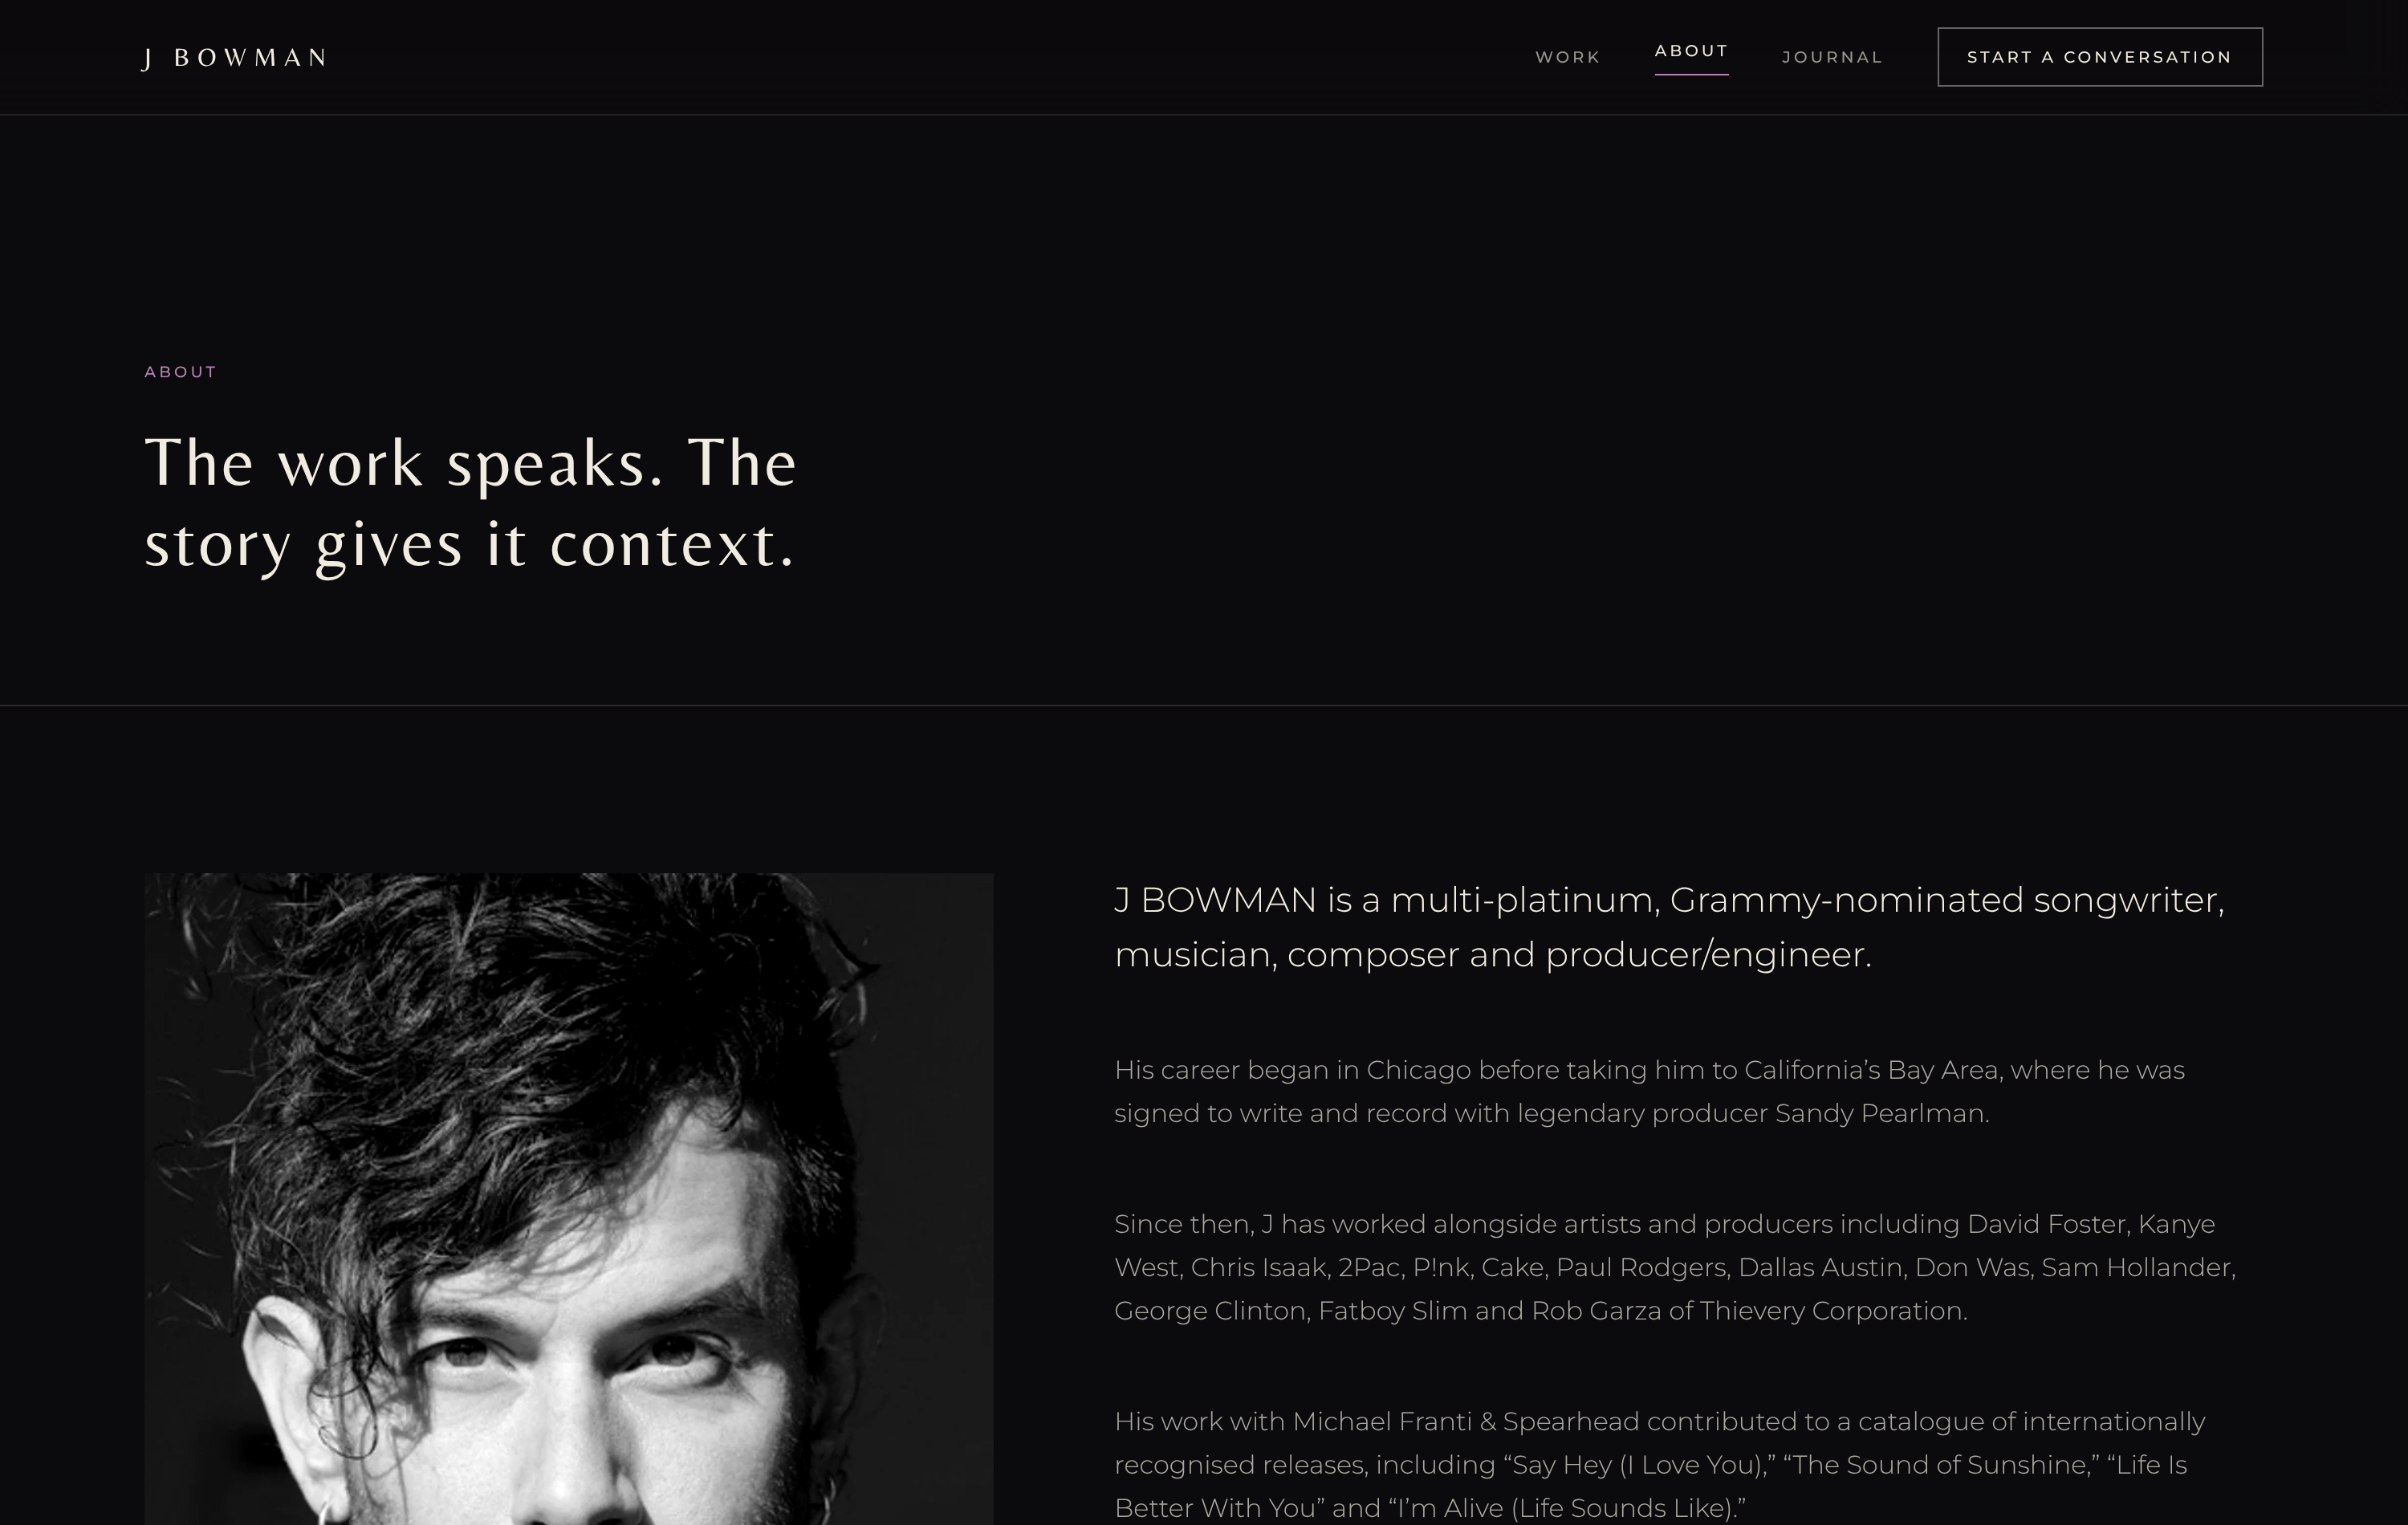 J BOWMAN
WORK
ABOUT
JOURNAL
START A CONVERSATION
ABOUT
The work speaks. The
story gives it context.
J BOWMAN is a multi-platinum, Grammy-nominated songwriter,
musician, composer and producer/engineer.
His career began in Chicago before taking him to California’s Bay Area, where he was
signed to write and record with legendary producer Sandy Pearlman.
Since then, J has worked alongside artists and producers including David Foster, Kanye
West, Chris Isaak, 2Pac, P!nk, Cake, Paul Rodgers, Dallas Austin, Don Was, Sam Hollander,
George Clinton, Fatboy Slim and Rob Garza of Thievery Corporation.
His work with Michael Franti & Spearhead contributed to a catalogue of internationally
recognised releases, including “Say Hey (I Love You),” “The Sound of Sunshine,” “Life Is
Better With You” and “I’m Alive (Life Sounds Like).”